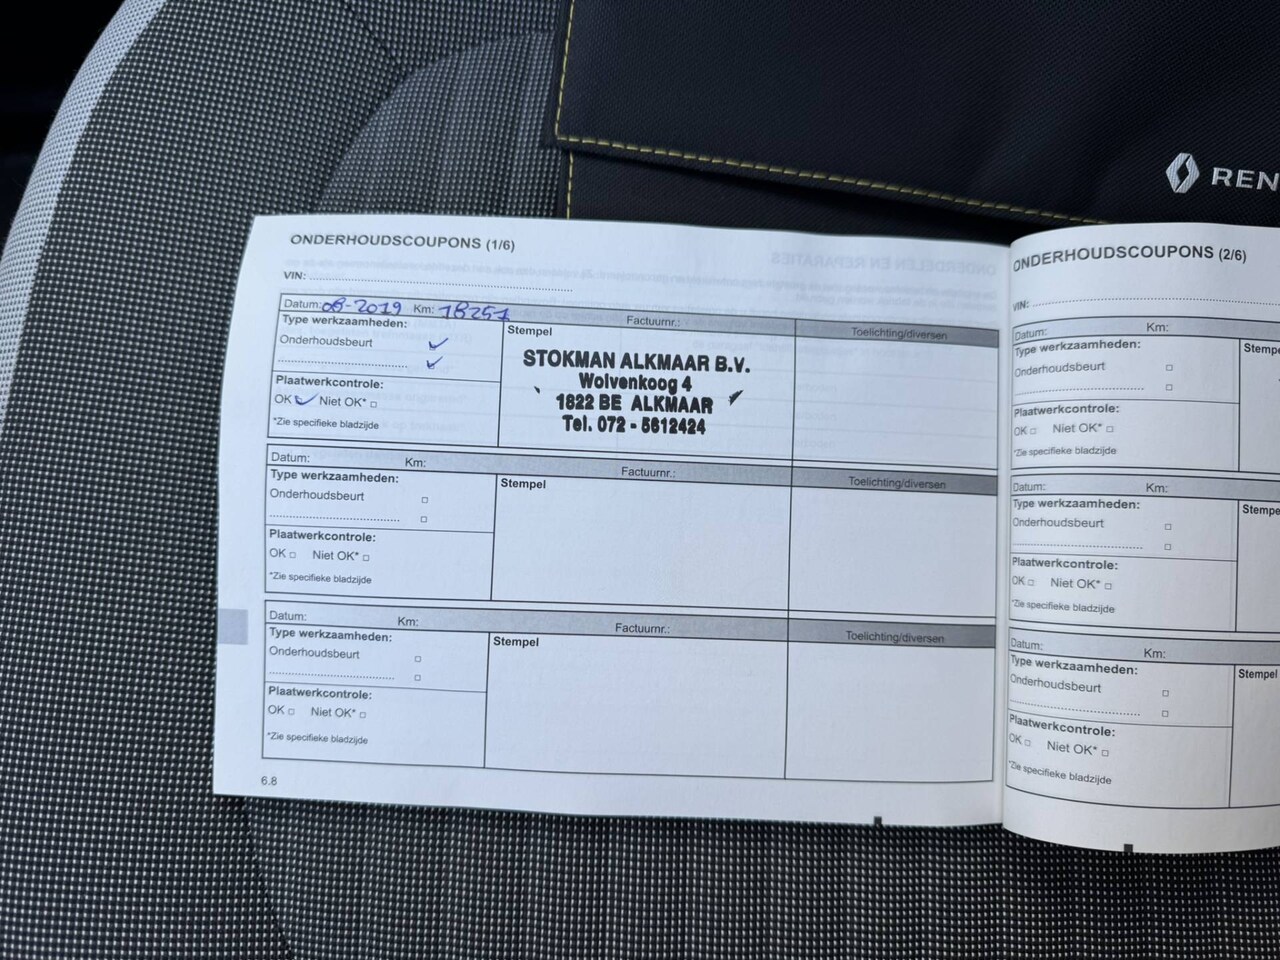 REN
ONDERHOUDSCOUPONS (1/6)
VIN:
Datum: 08-2019 Km: 18251
Factuurnr.:
Toelichting/diversen
Type werkzaamheden:
Onderhoudsbeurt
Plaatwerkcontrole:
OK Niet OK*
*Zie specifieke bladzijde
Stempel
STOKMAN ALKMAAR B.V.
Wolvenkoog 4
1822 BE ALKMAAR
Tel. 072 - 5612424
Datum: Km:
Factuurnr.:
Toelichting/diversen
Type werkzaamheden:
Onderhoudsbeurt
Plaatwerkcontrole:
OK Niet OK*
*Zie specifieke bladzijde
Stempel
Datum: Km:
Factuurnr.:
Toelichting/diversen
Type werkzaamheden:
Onderhoudsbeurt
Plaatwerkcontrole:
OK Niet OK*
*Zie specifieke bladzijde
Stempel
6.8
ONDERHOUDSCOUPONS (2/6)
VIN:
Datum: Km:
Type werkzaamheden:
Onderhoudsbeurt
Plaatwerkcontrole:
OK Niet OK*
*Zie specifieke bladzijde
Stempe
Datum: Km:
Type werkzaamheden:
Onderhoudsbeurt
Plaatwerkcontrole:
OK Niet OK*
*Zie specifieke bladzijde
Stempe
Datum: Km:
Type werkzaamheden:
Onderhoudsbeurt
Plaatwerkcontrole:
OK Niet OK*
*Zie specifieke bladzijde
Stempel